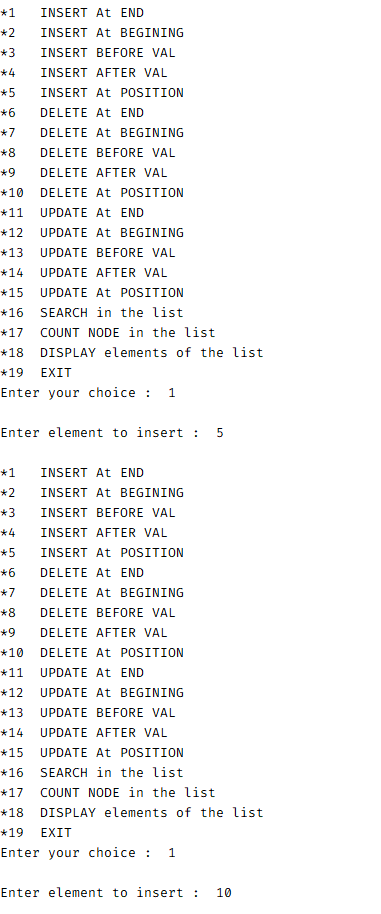 *1   INSERT At END
*2   INSERT At BEGINING
*3   INSERT BEFORE VAL
*4   INSERT AFTER VAL
*5   INSERT At POSITION
*6   DELETE At END
*7   DELETE At BEGINING
*8   DELETE BEFORE VAL
*9   DELETE AFTER VAL
*10  DELETE At POSITION
*11  UPDATE At END
*12  UPDATE At BEGINING
*13  UPDATE BEFORE VAL
*14  UPDATE AFTER VAL
*15  UPDATE At POSITION
*16  SEARCH in the list
*17  COUNT NODE in the list
*18  DISPLAY elements of the list
*19  EXIT
Enter your choice :  1
Enter element to insert :  5
*1   INSERT At END
*2   INSERT At BEGINING
*3   INSERT BEFORE VAL
*4   INSERT AFTER VAL
*5   INSERT At POSITION
*6   DELETE At END
*7   DELETE At BEGINING
*8   DELETE BEFORE VAL
*9   DELETE AFTER VAL
*10  DELETE At POSITION
*11  UPDATE At END
*12  UPDATE At BEGINING
*13  UPDATE BEFORE VAL
*14  UPDATE AFTER VAL
*15  UPDATE At POSITION
*16  SEARCH in the list
*17  COUNT NODE in the list
*18  DISPLAY elements of the list
*19  EXIT
Enter your choice :  1
Enter element to insert :  10